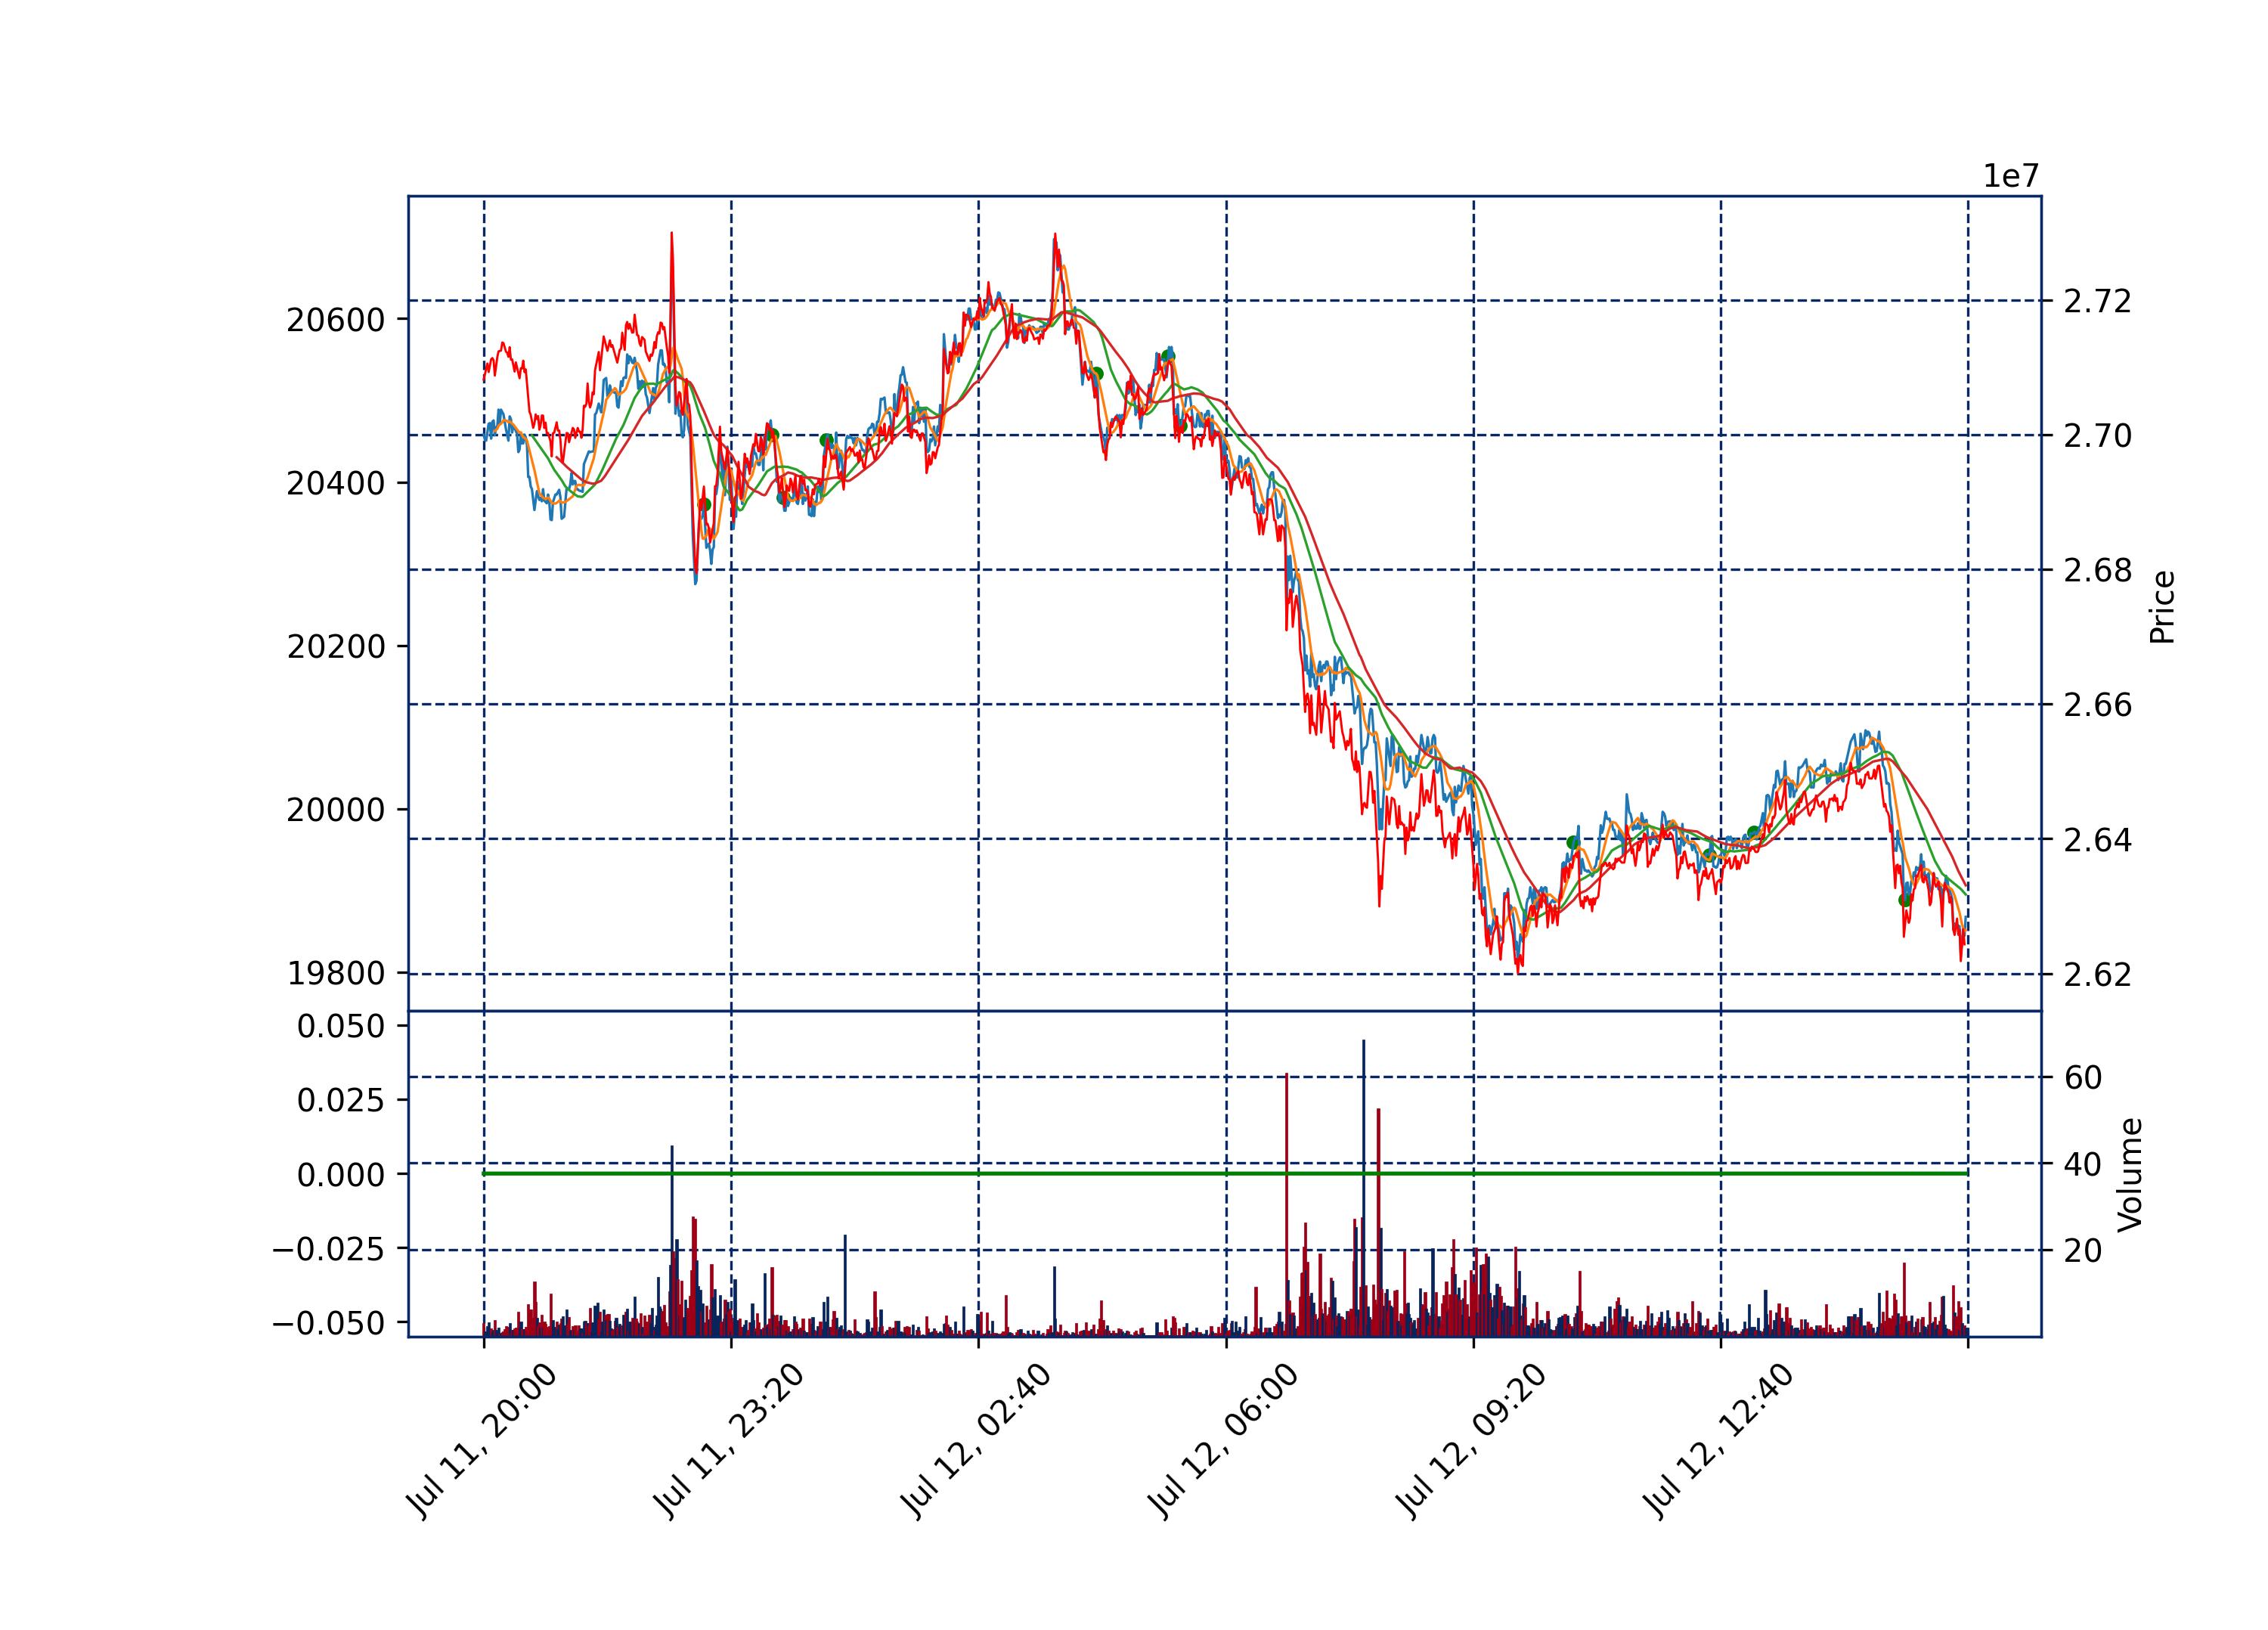 1e7
20600
20400
20200
20000
19800
2.72
2.70
2.68
2.66
2.64
2.62
Price
0.050
0.025
0.000
−0.025
−0.050
60
40
20
Volume
Jul 11, 20:00
Jul 11, 23:20
Jul 12, 02:40
Jul 12, 06:00
Jul 12, 09:20
Jul 12, 12:40